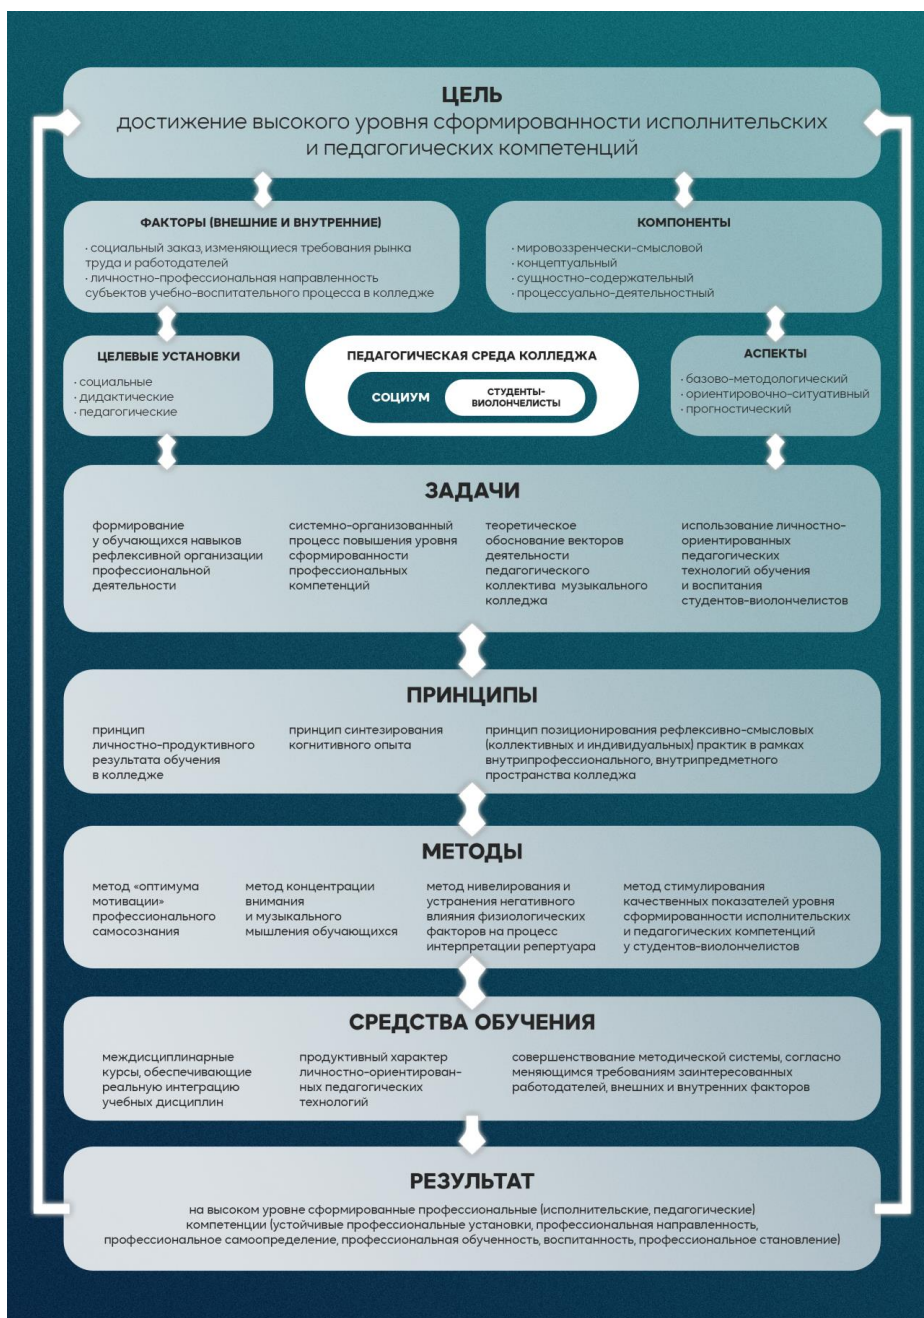 ЦЕЛЬ
достижение высокого уровня сформированности исполнительских
и педагогических компетенций
ФАКТОРЫ (ВНЕШНИЕ И ВНУТРЕННИЕ)
· социальный заказ, изменяющиеся требования рынка
труда и работодателей
· личностно-профессиональная направленность
субъектов учебно-воспитательного процесса в колледже
КОМПОНЕНТЫ
· мировоззренчески-смысловой
· концептуальный
· сущностно-содержательный
· процессуально-деятельностный
ЦЕЛЕВЫЕ УСТАНОВКИ
· социальные
· дидактические
· педагогические
ПЕДАГОГИЧЕСКАЯ СРЕДА КОЛЛЕДЖА
СОЦИУМ
СТУДЕНТЫ-
ВИОЛОНЧЕЛИСТЫ
АСПЕКТЫ
· базово-методологический
· ориентировочно-ситуативный
· прогностический
ЗАДАЧИ
формирование
у обучающихся навыков
рефлексивной организации
профессиональной
деятельности
системно-организованный
процесс повышения уровня
сформированности
профессиональных
компетенций
теоретическое
обоснование векторов
деятельности
педагогического
коллектива музыкального
колледжа
использование личностно-
ориентированных
педагогических
технологий обучения
и воспитания
студентов-виолончелистов
ПРИНЦИПЫ
принцип
личностно-продуктивного
результата обучения
в колледже
принцип синтезирования
когнитивного опыта
принцип позиционирования рефлексивно-смысловых
(коллективных и индивидуальных) практик в рамках
внутрипрофессионального, внутрипредметного
пространства колледжа
МЕТОДЫ
метод «оптимума
мотивации»
профессионального
самосознания
метод концентрации
внимания
и музыкального
мышления обучающихся
метод нивелирования и
устранения негативного
влияния физиологических
факторов на процесс
интерпретации репертуара
метод стимулирования
качественных показателей уровня
сформированности исполнительских
и педагогических компетенций
у студентов-виолончелистов
СРЕДСТВА ОБУЧЕНИЯ
междисциплинарные
курсы, обеспечивающие
реальную интеграцию
учебных дисциплин
продуктивный характер
личностно-ориентирован-
ных педагогических
технологий
совершенствование методической системы, согласно
меняющимся требованиям заинтересованных
работодателей, внешних и внутренних факторов
РЕЗУЛЬТАТ
на высоком уровне сформированные профессиональные (исполнительские, педагогические)
компетенции (устойчивые профессиональные установки, профессиональная направленность,
профессиональное самоопределение, профессиональная обученность, воспитанность, профессиональное становление)